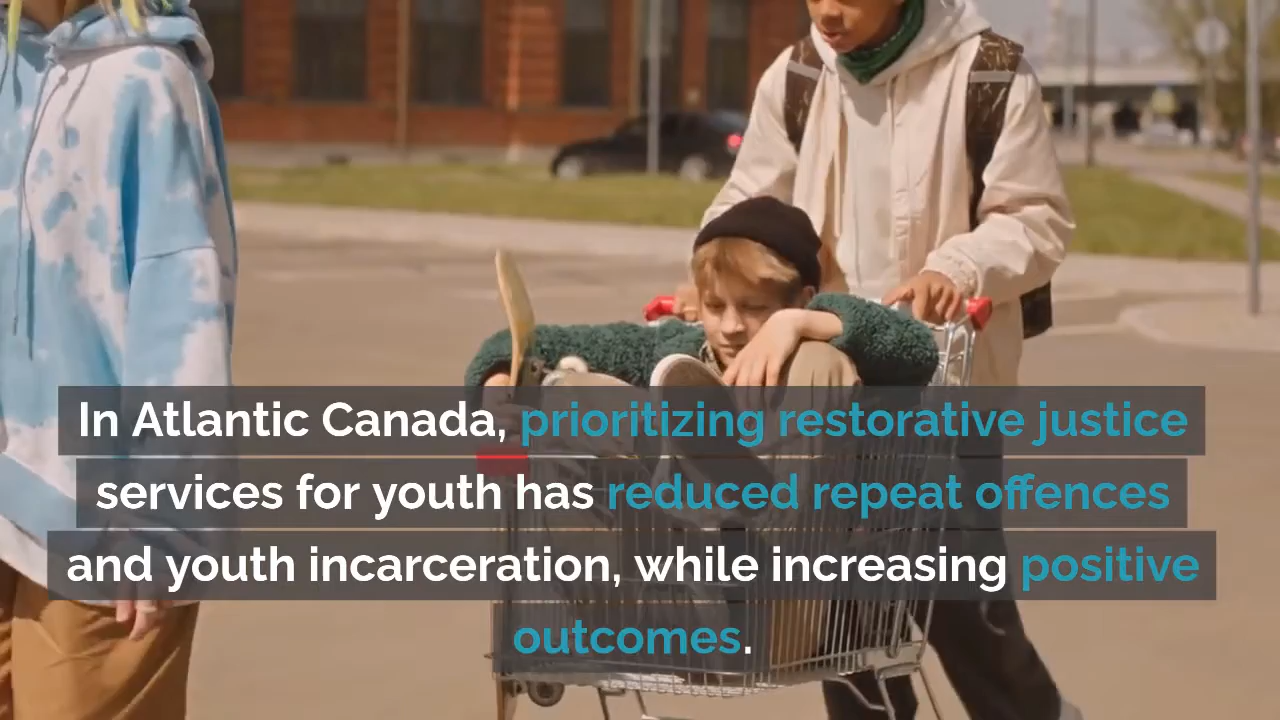 In Atlantic Canada, prioritizing restorative justice
services for youth has reduced repeat offences
and youth incarceration, while increasing positive
outcomes.